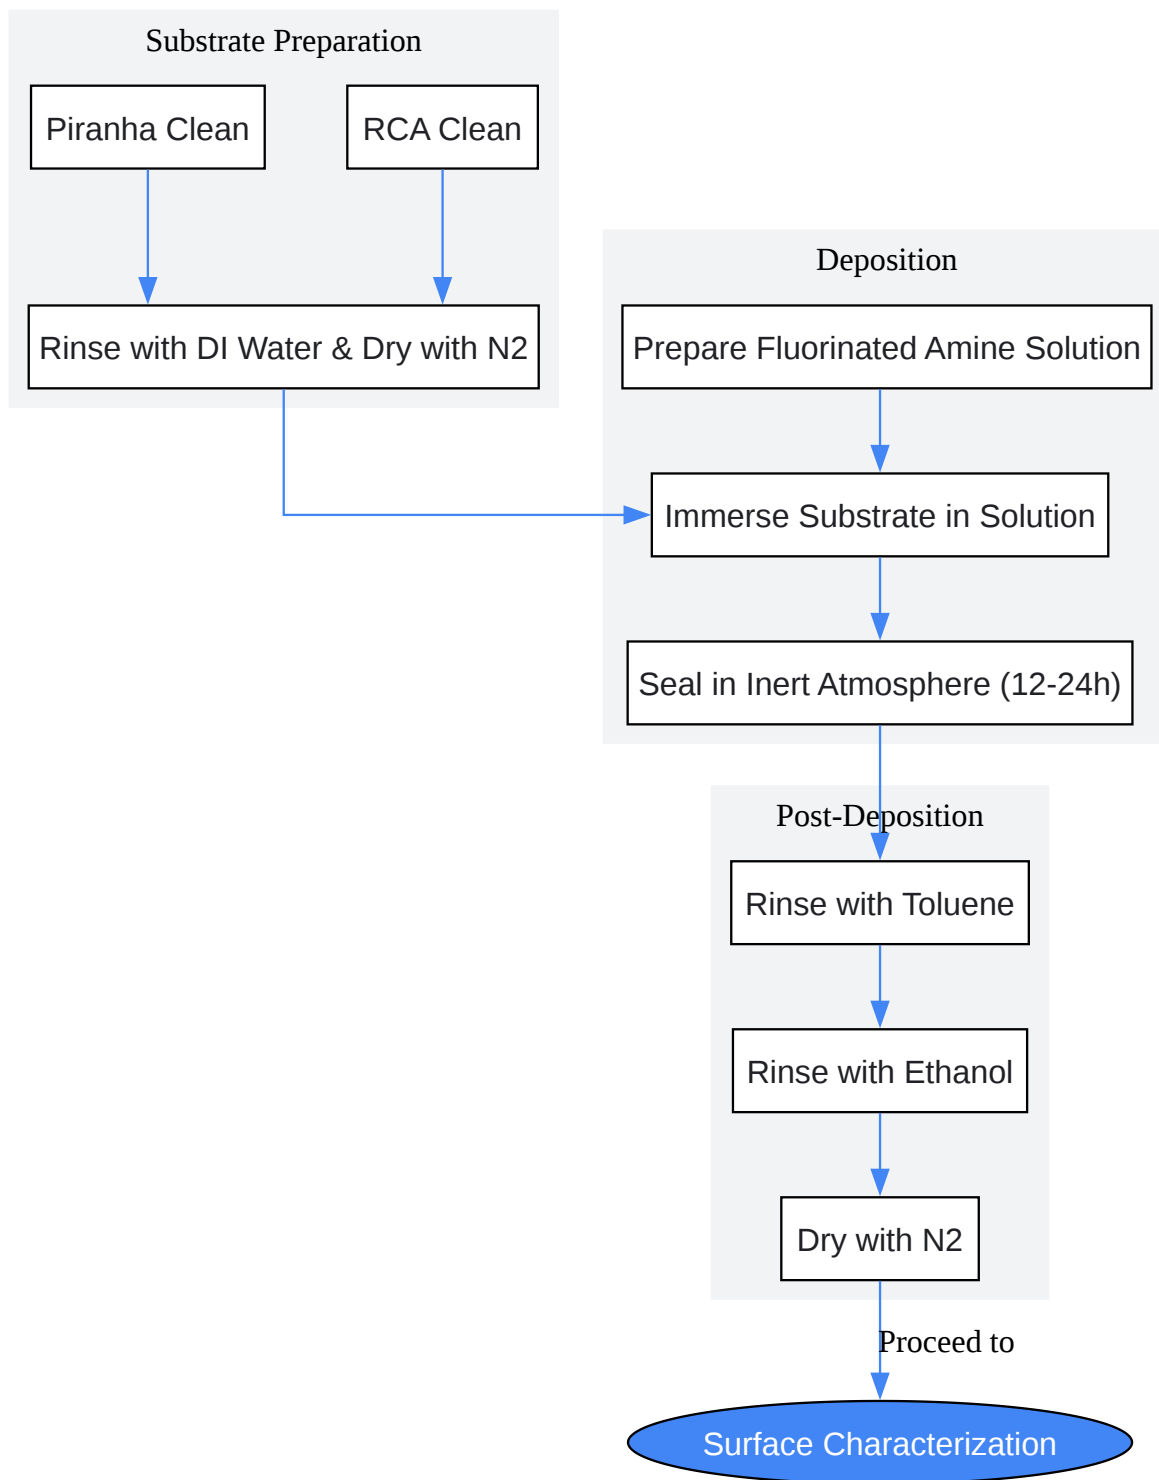 Substrate Preparation
Piranha Clean
RCA Clean
Rinse with DI Water & Dry with N2
Deposition
Prepare Fluorinated Amine Solution
Immerse Substrate in Solution
Seal in Inert Atmosphere (12-24h)
Post-Deposition
Rinse with Toluene
Rinse with Ethanol
Dry with N2
Proceed to
Surface Characterization